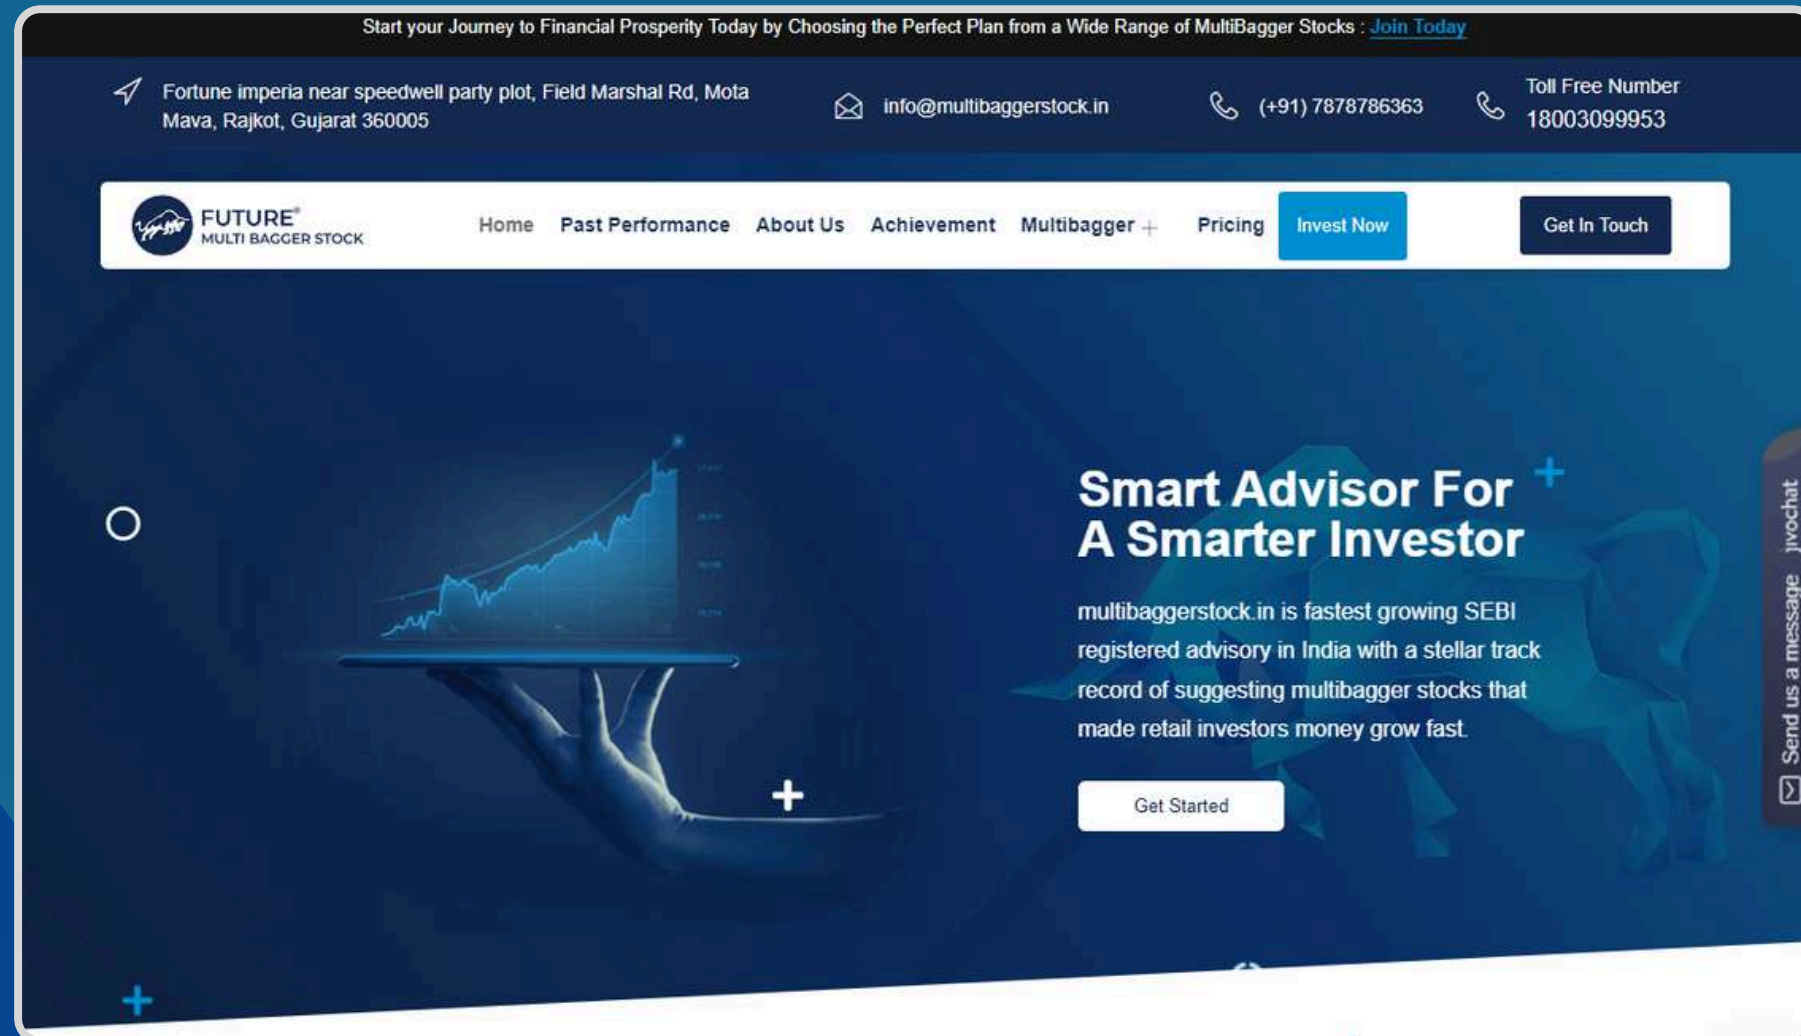 Start your Journey to Financial Prosperity Today by Choosing the Perfect Plan from a Wide Range of MultiBagger Stocks : Join Today
Fortune imperia near speedwell party plot, Field Marshal Rd, Mota
Mava, Rajkot, Gujarat 360005
info@multibaggerstock.in
(+91) 7878786363
Toll Free Number
18003099953
FUTURE®
MULTI BAGGER STOCK
Home Past Performance About Us Achievement Multibagger + Pricing Invest Now Get In Touch
Smart Advisor For
A Smarter Investor
multibaggerstock.in is fastest growing SEBI
registered advisory in India with a stellar track
record of suggesting multibagger stocks that
made retail investors money grow fast.
Get Started
Send us a message jivochat